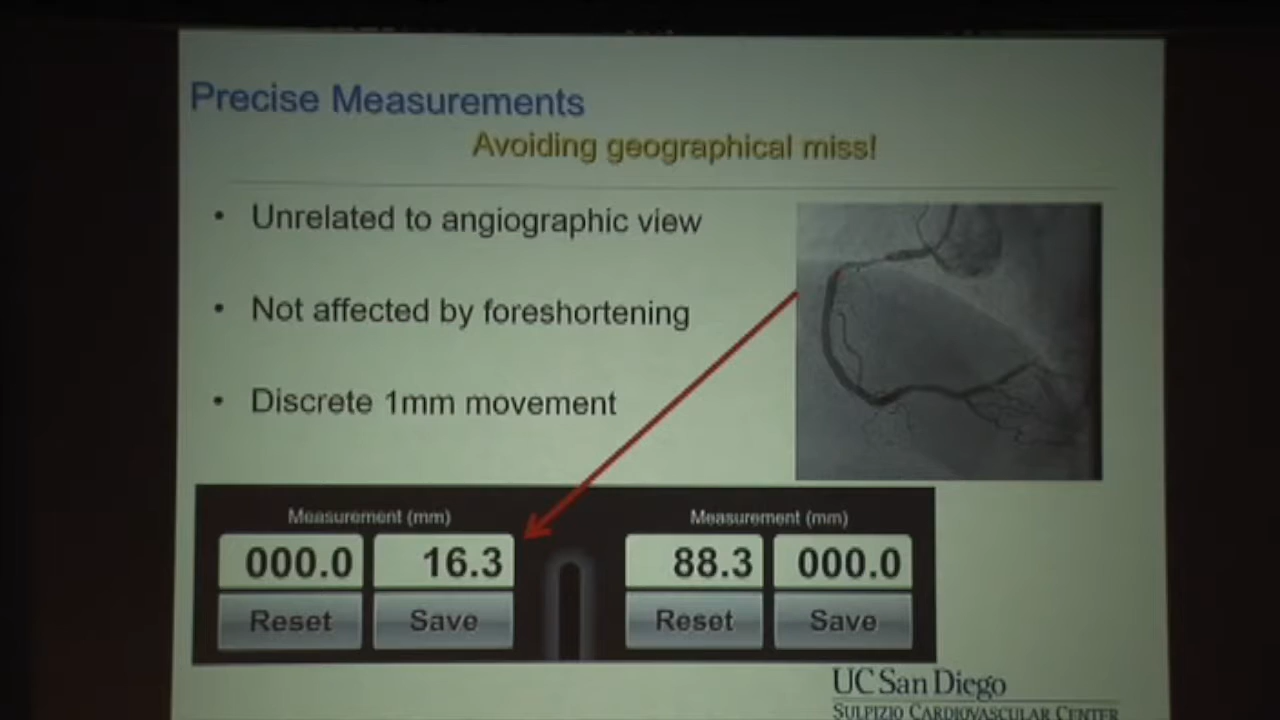 Precise Measurements
Avoiding geographical miss!
• Unrelated to angiographic view
• Not affected by foreshortening
• Discrete 1mm movement
Measurement (mm)
000.0 16.3
Reset Save
Measurement (mm)
88.3 000.0
Reset Save
UC San Diego
SULPIZIO CARDIOVASCULAR CENTER